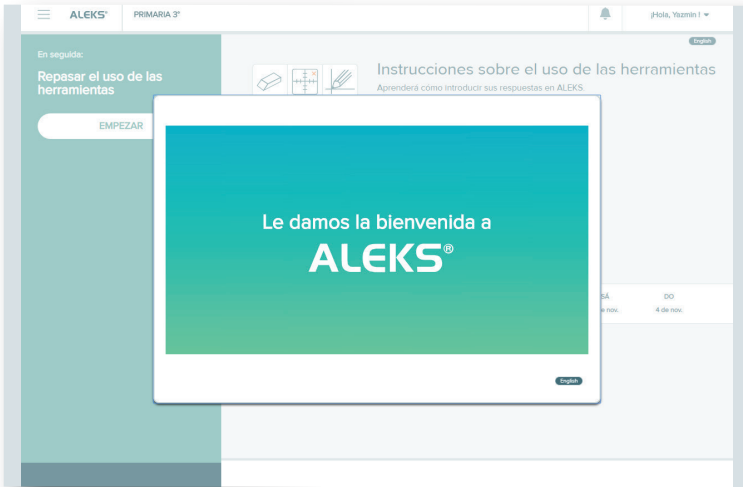 ALEKS®
PRIMARIA 3°
¡Hola, Yazmin !
English
En seguida:
Repasar el uso de las
herramientas
EMPEZAR
Instrucciones sobre el uso de las herramientas
Aprenderá cómo introducir sus respuestas en ALEKS.
Le damos la bienvenida a
ALEKS®
English
SÁ
DO
e nov.
4 de nov.